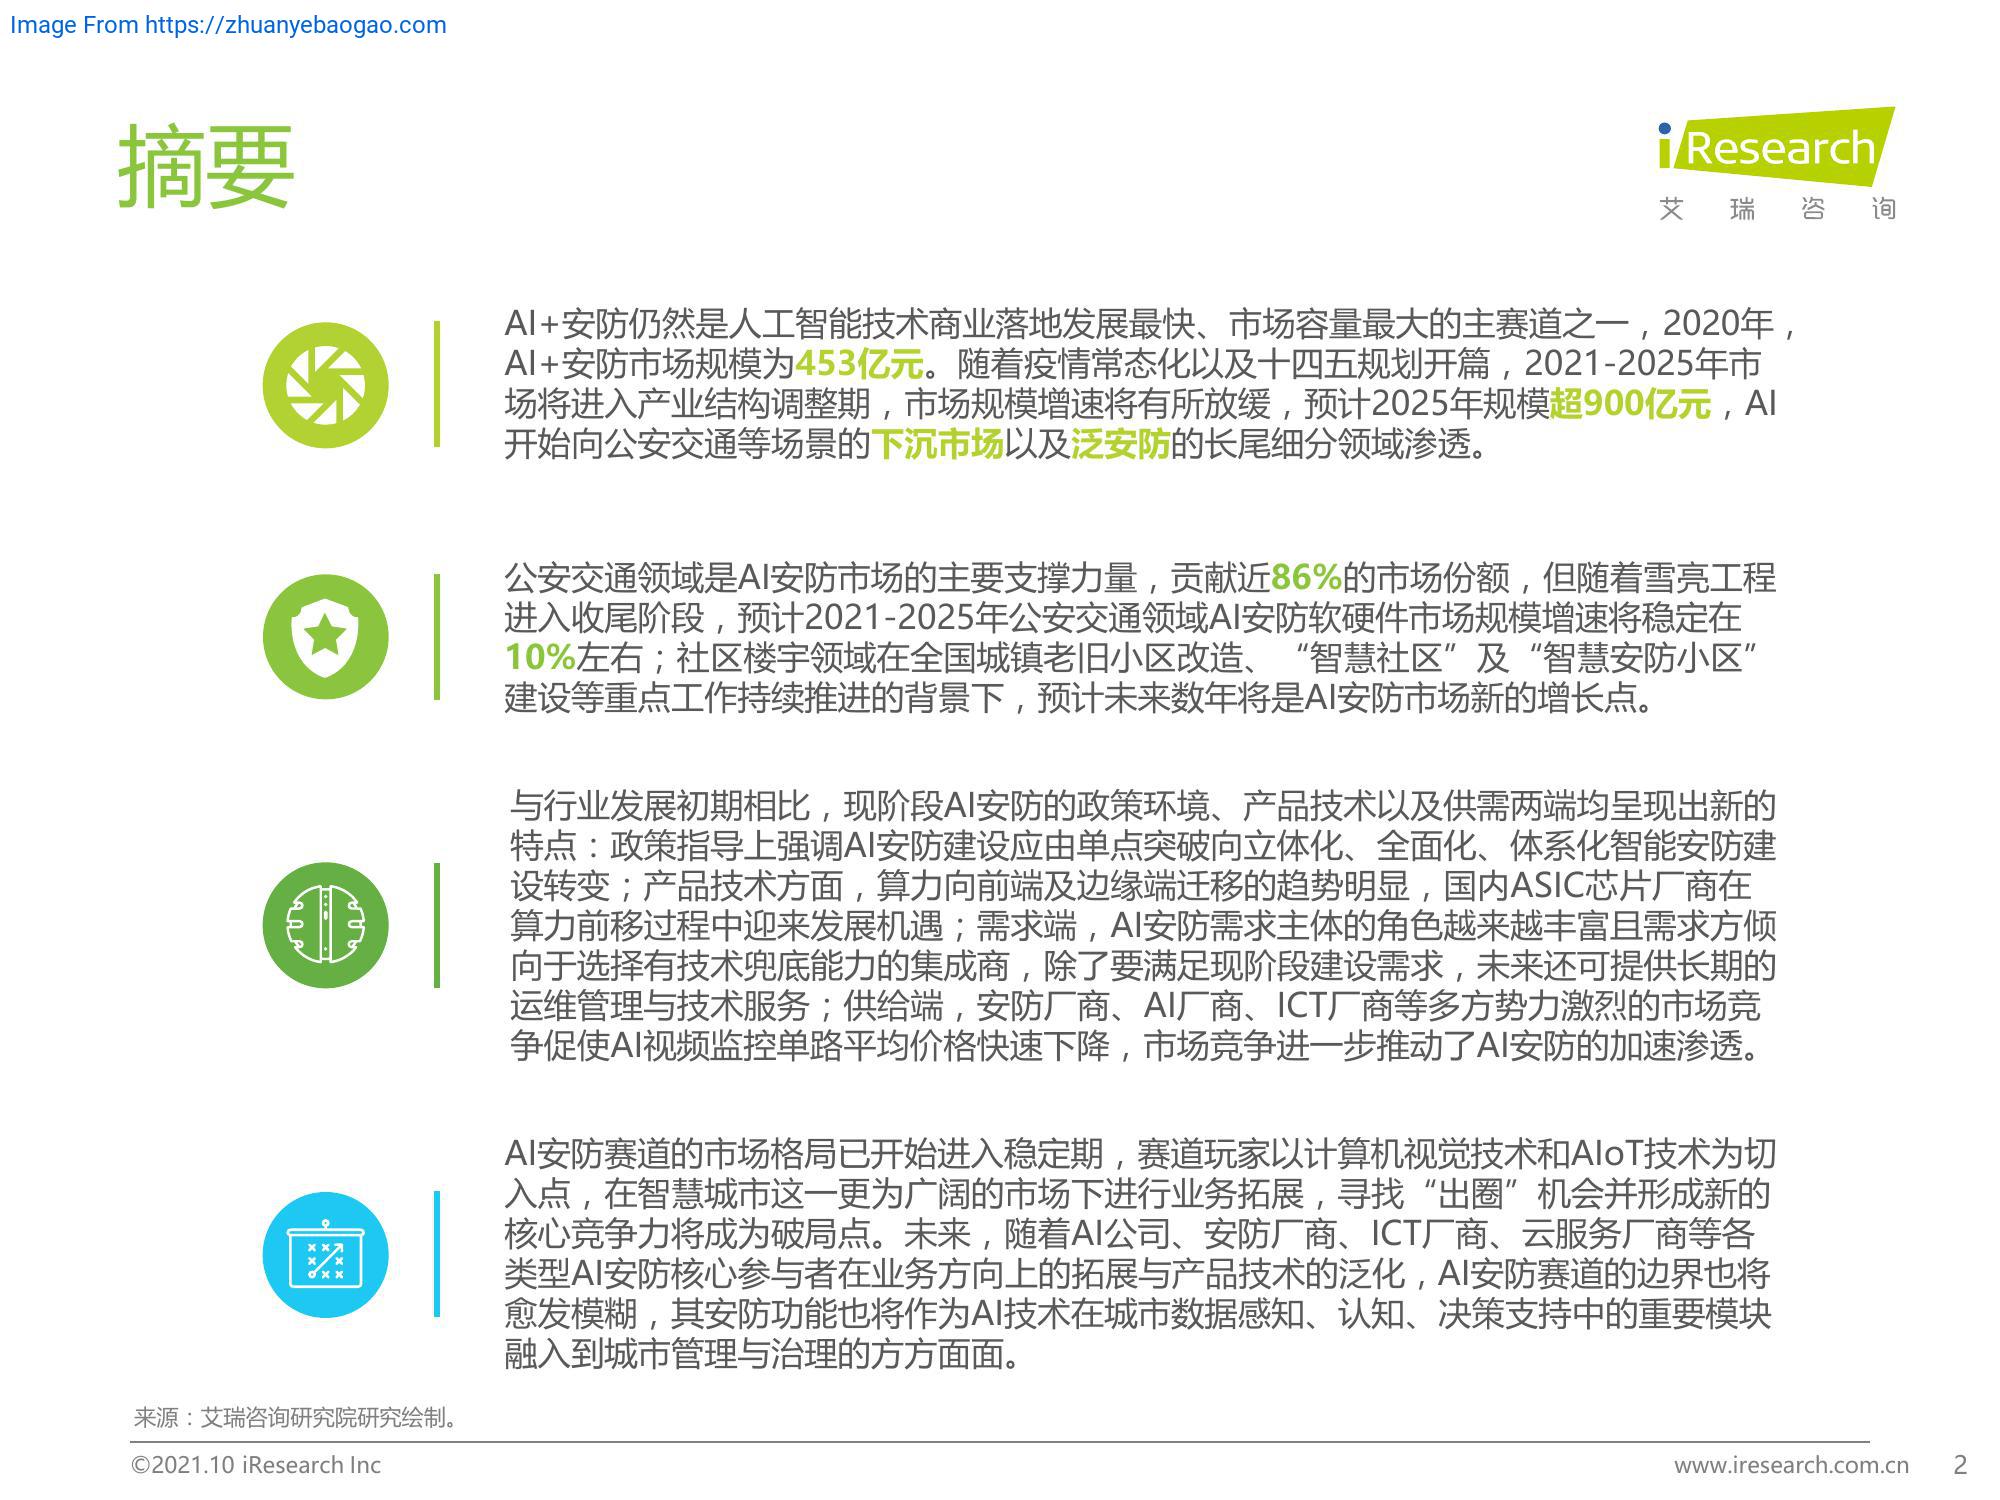 Image From https://zhuanyebaogao.com
摘要
iResearch
艾瑞咨询
AI+安防仍然是人工智能技术商业落地发展最快、市场容量最大的主赛道之一，2020年，
AI+安防市场规模为453亿元。随着疫情常态化以及十四五规划开篇，2021-2025年市
场将进入产业结构调整期，市场规模增速将有所放缓，预计2025年规模超900亿元，AI
开始向公安交通等场景的下沉市场以及泛安防的长尾细分领域渗透。
公安交通领域是AI安防市场的主要支撑力量，贡献近86%的市场份额，但随着雪亮工程
进入收尾阶段，预计2021-2025年公安交通领域AI安防软硬件市场规模增速将稳定在
10%左右；社区楼宇领域在全国城镇老旧小区改造、“智慧社区”及“智慧安防小区”
建设等重点工作持续推进的背景下，预计未来数年将是AI安防市场新的增长点。
与行业发展初期相比，现阶段AI安防的政策环境、产品技术以及供需两端均呈现出新的
特点：政策指导上强调AI安防建设应由单点突破向立体化、全面化、体系化智能安防建
设转变；产品技术方面，算力向前端及边缘端迁移的趋势明显，国内ASIC芯片厂商在
算力前移过程中迎来发展机遇；需求端，AI安防需求主体的角色越来越丰富且需求方倾
向于选择有技术兜底能力的集成商，除了要满足现阶段建设需求，未来还可提供长期的
运维管理与技术服务；供给端，安防厂商、AI厂商、ICT厂商等多方势力激烈的市场竞
争促使AI视频监控单路平均价格快速下降，市场竞争进一步推动了AI安防的加速渗透。
AI安防赛道的市场格局已开始进入稳定期，赛道玩家以计算机视觉技术和AIoT技术为切
入点，在智慧城市这一更为广阔的市场下进行业务拓展，寻找“出圈”机会并形成新的
核心竞争力将成为破局点。未来，随着AI公司、安防厂商、ICT厂商、云服务厂商等各
类型AI安防核心参与者在业务方向上的拓展与产品技术的泛化，AI安防赛道的边界也将
愈发模糊，其安防功能也将作为AI技术在城市数据感知、认知、决策支持中的重要模块
融入到城市管理与治理的方方面面。
来源：艾瑞咨询研究院研究绘制。
©2021.10 iResearch Inc
www.iresearch.com.cn
2